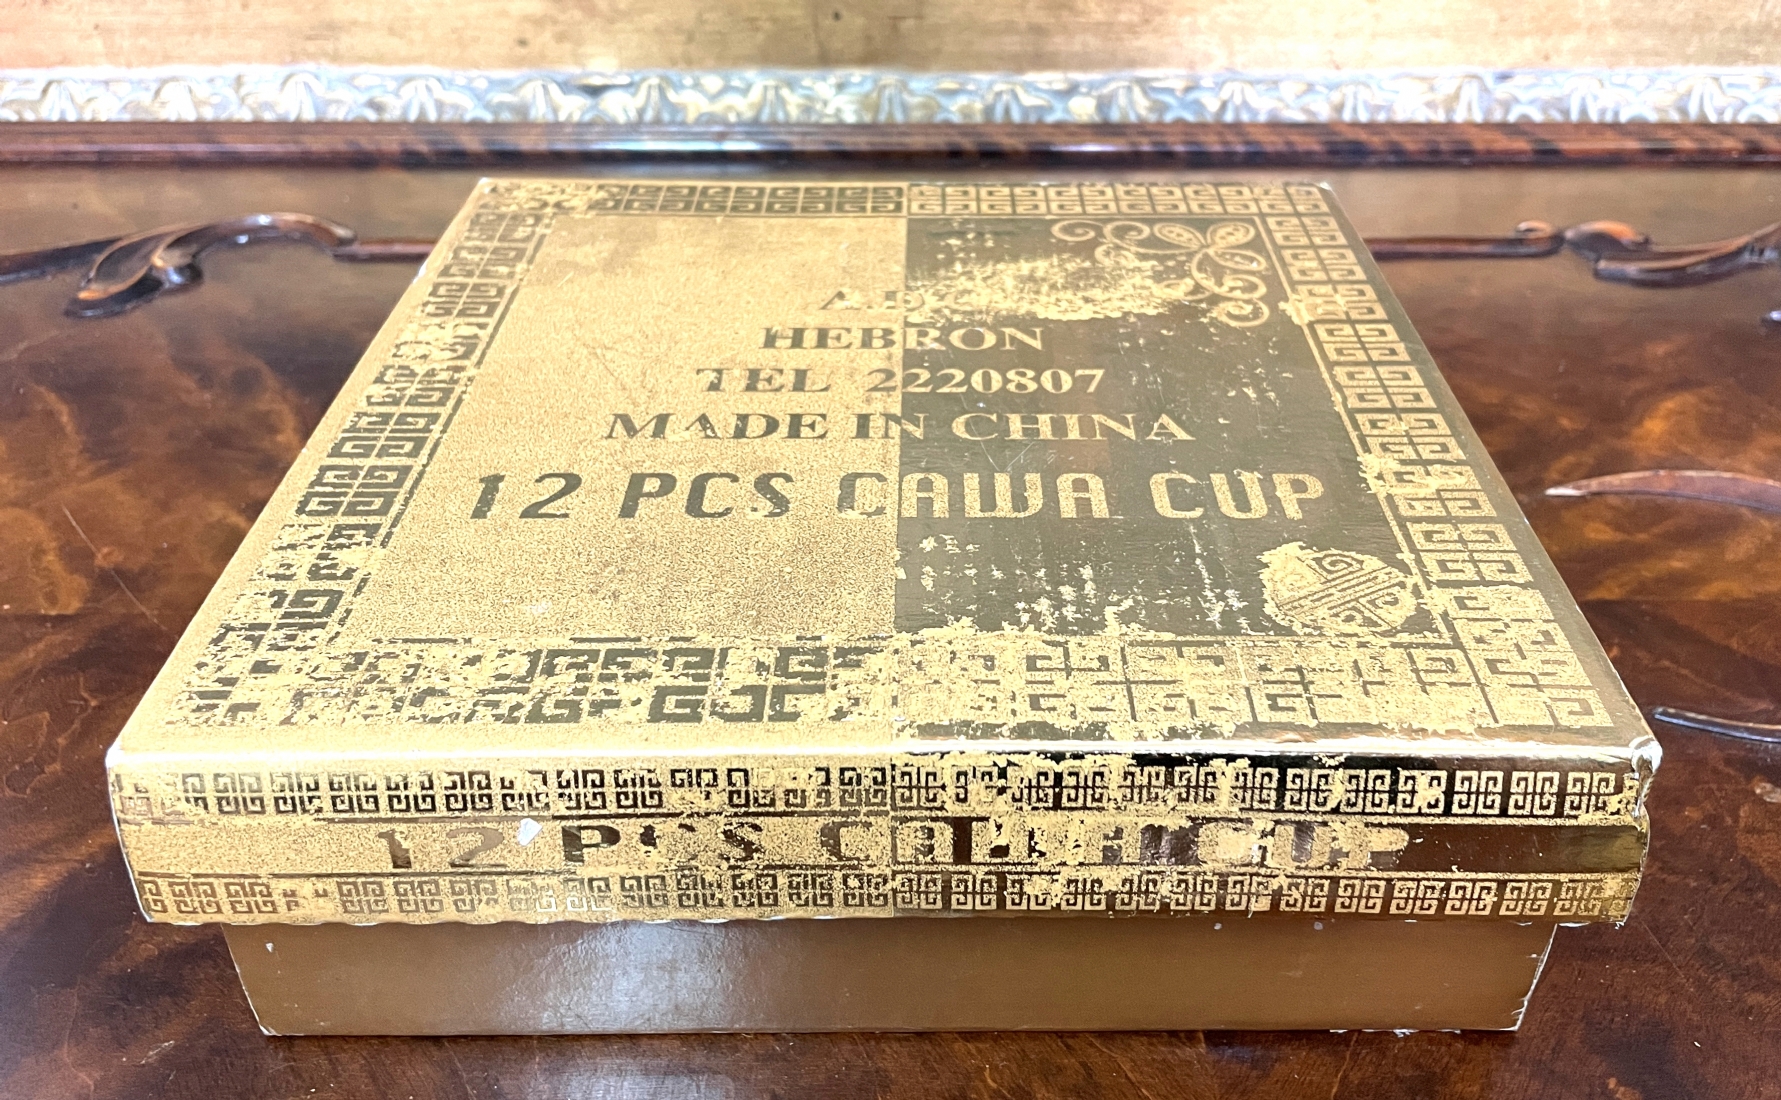 HEBRON
TEL 2220807
MADE IN CHINA
12 PCS CAWA CUP
12 PCS CAWA CUP